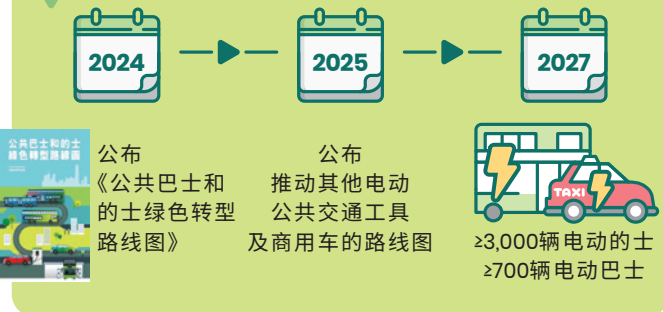 2024
2025
2027
公共巴士和的士
綠色轉型路線圖
公布
《公共巴士和
的士绿色转型
路线图》
公布
推动其他电动
公共交通工具
及商用车的路线图
TAXI
≥3,000辆电动的士
≥700辆电动巴士